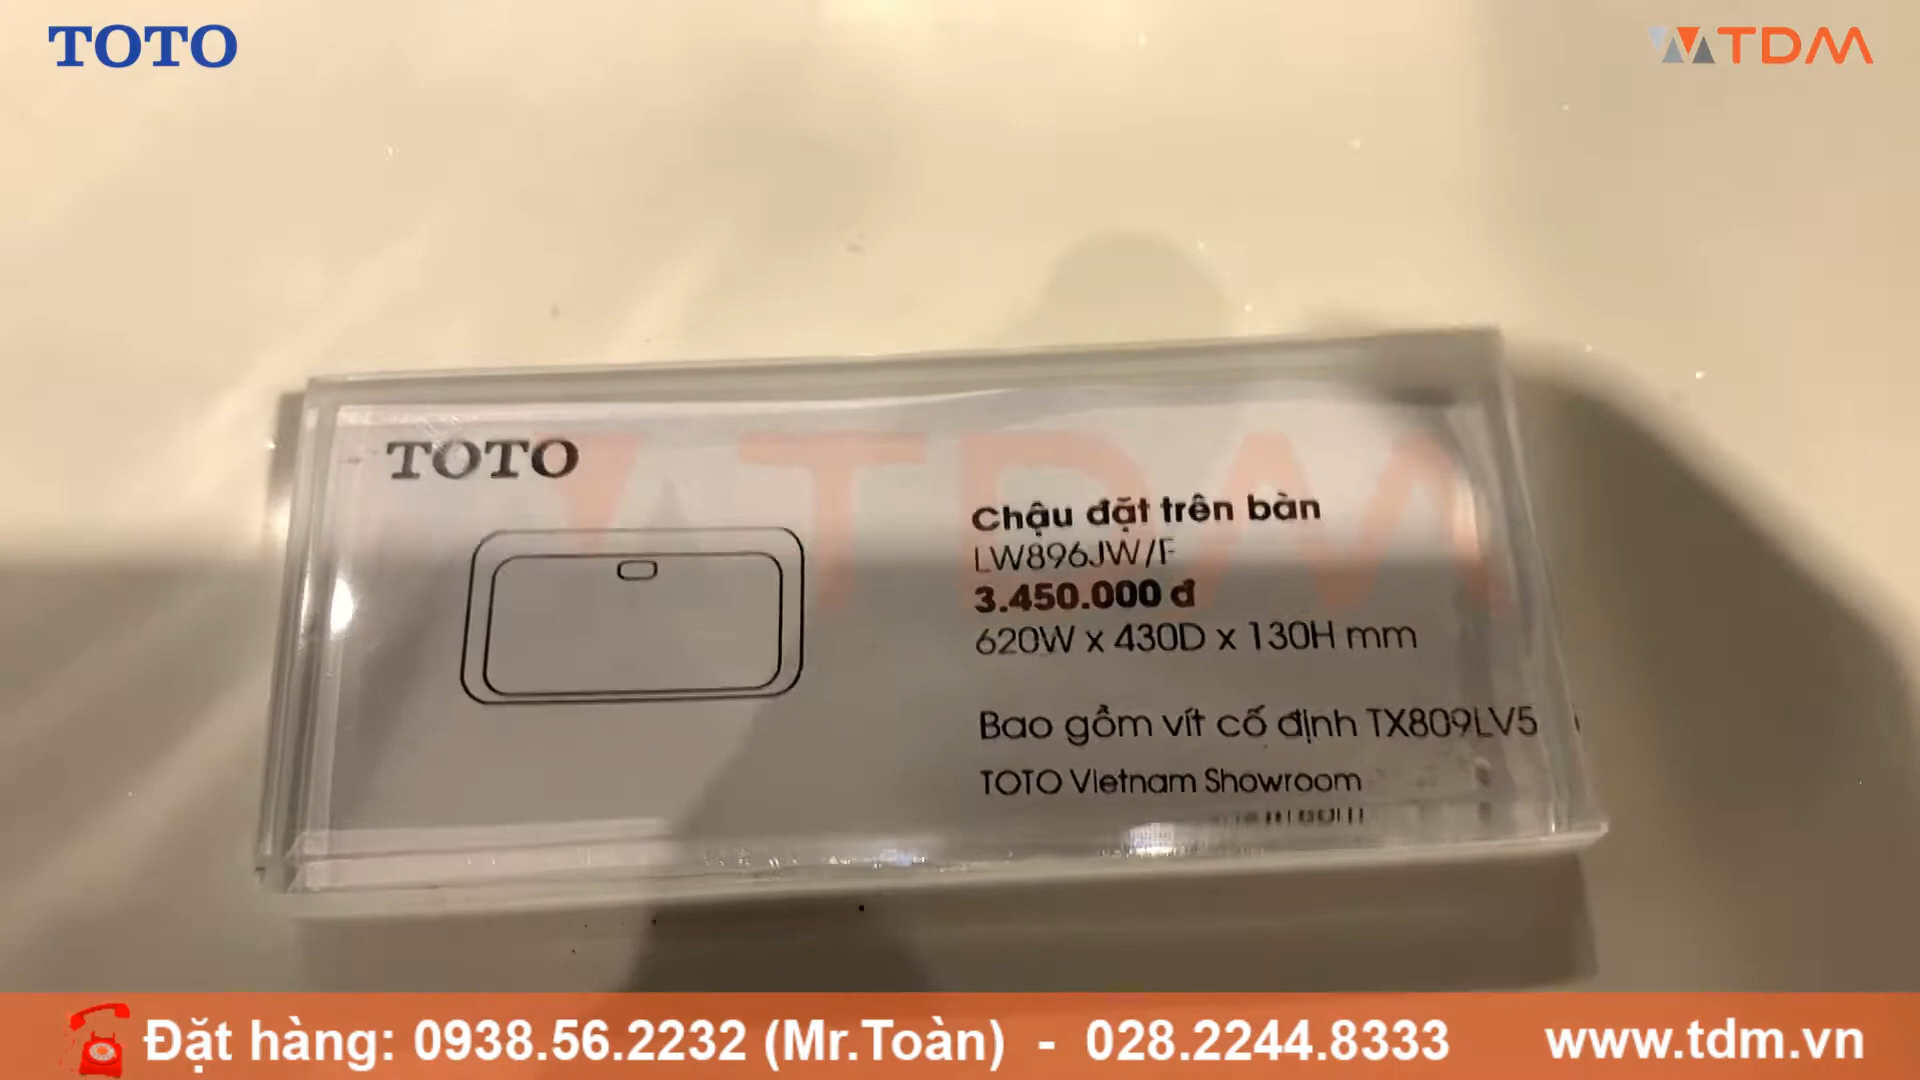 TOTO
TDM
TOTO
TDM
Chậu đặt trên bàn
LW896JW/F
3.450.000 đ
620W x 430D x 130H mm
Bao gồm vít cố định TX809LV5
TOTO Vietnam Showroom
Đặt hàng: 0938.56.2232 (Mr.Toàn) - 028.2244.8333
www.tdm.vn